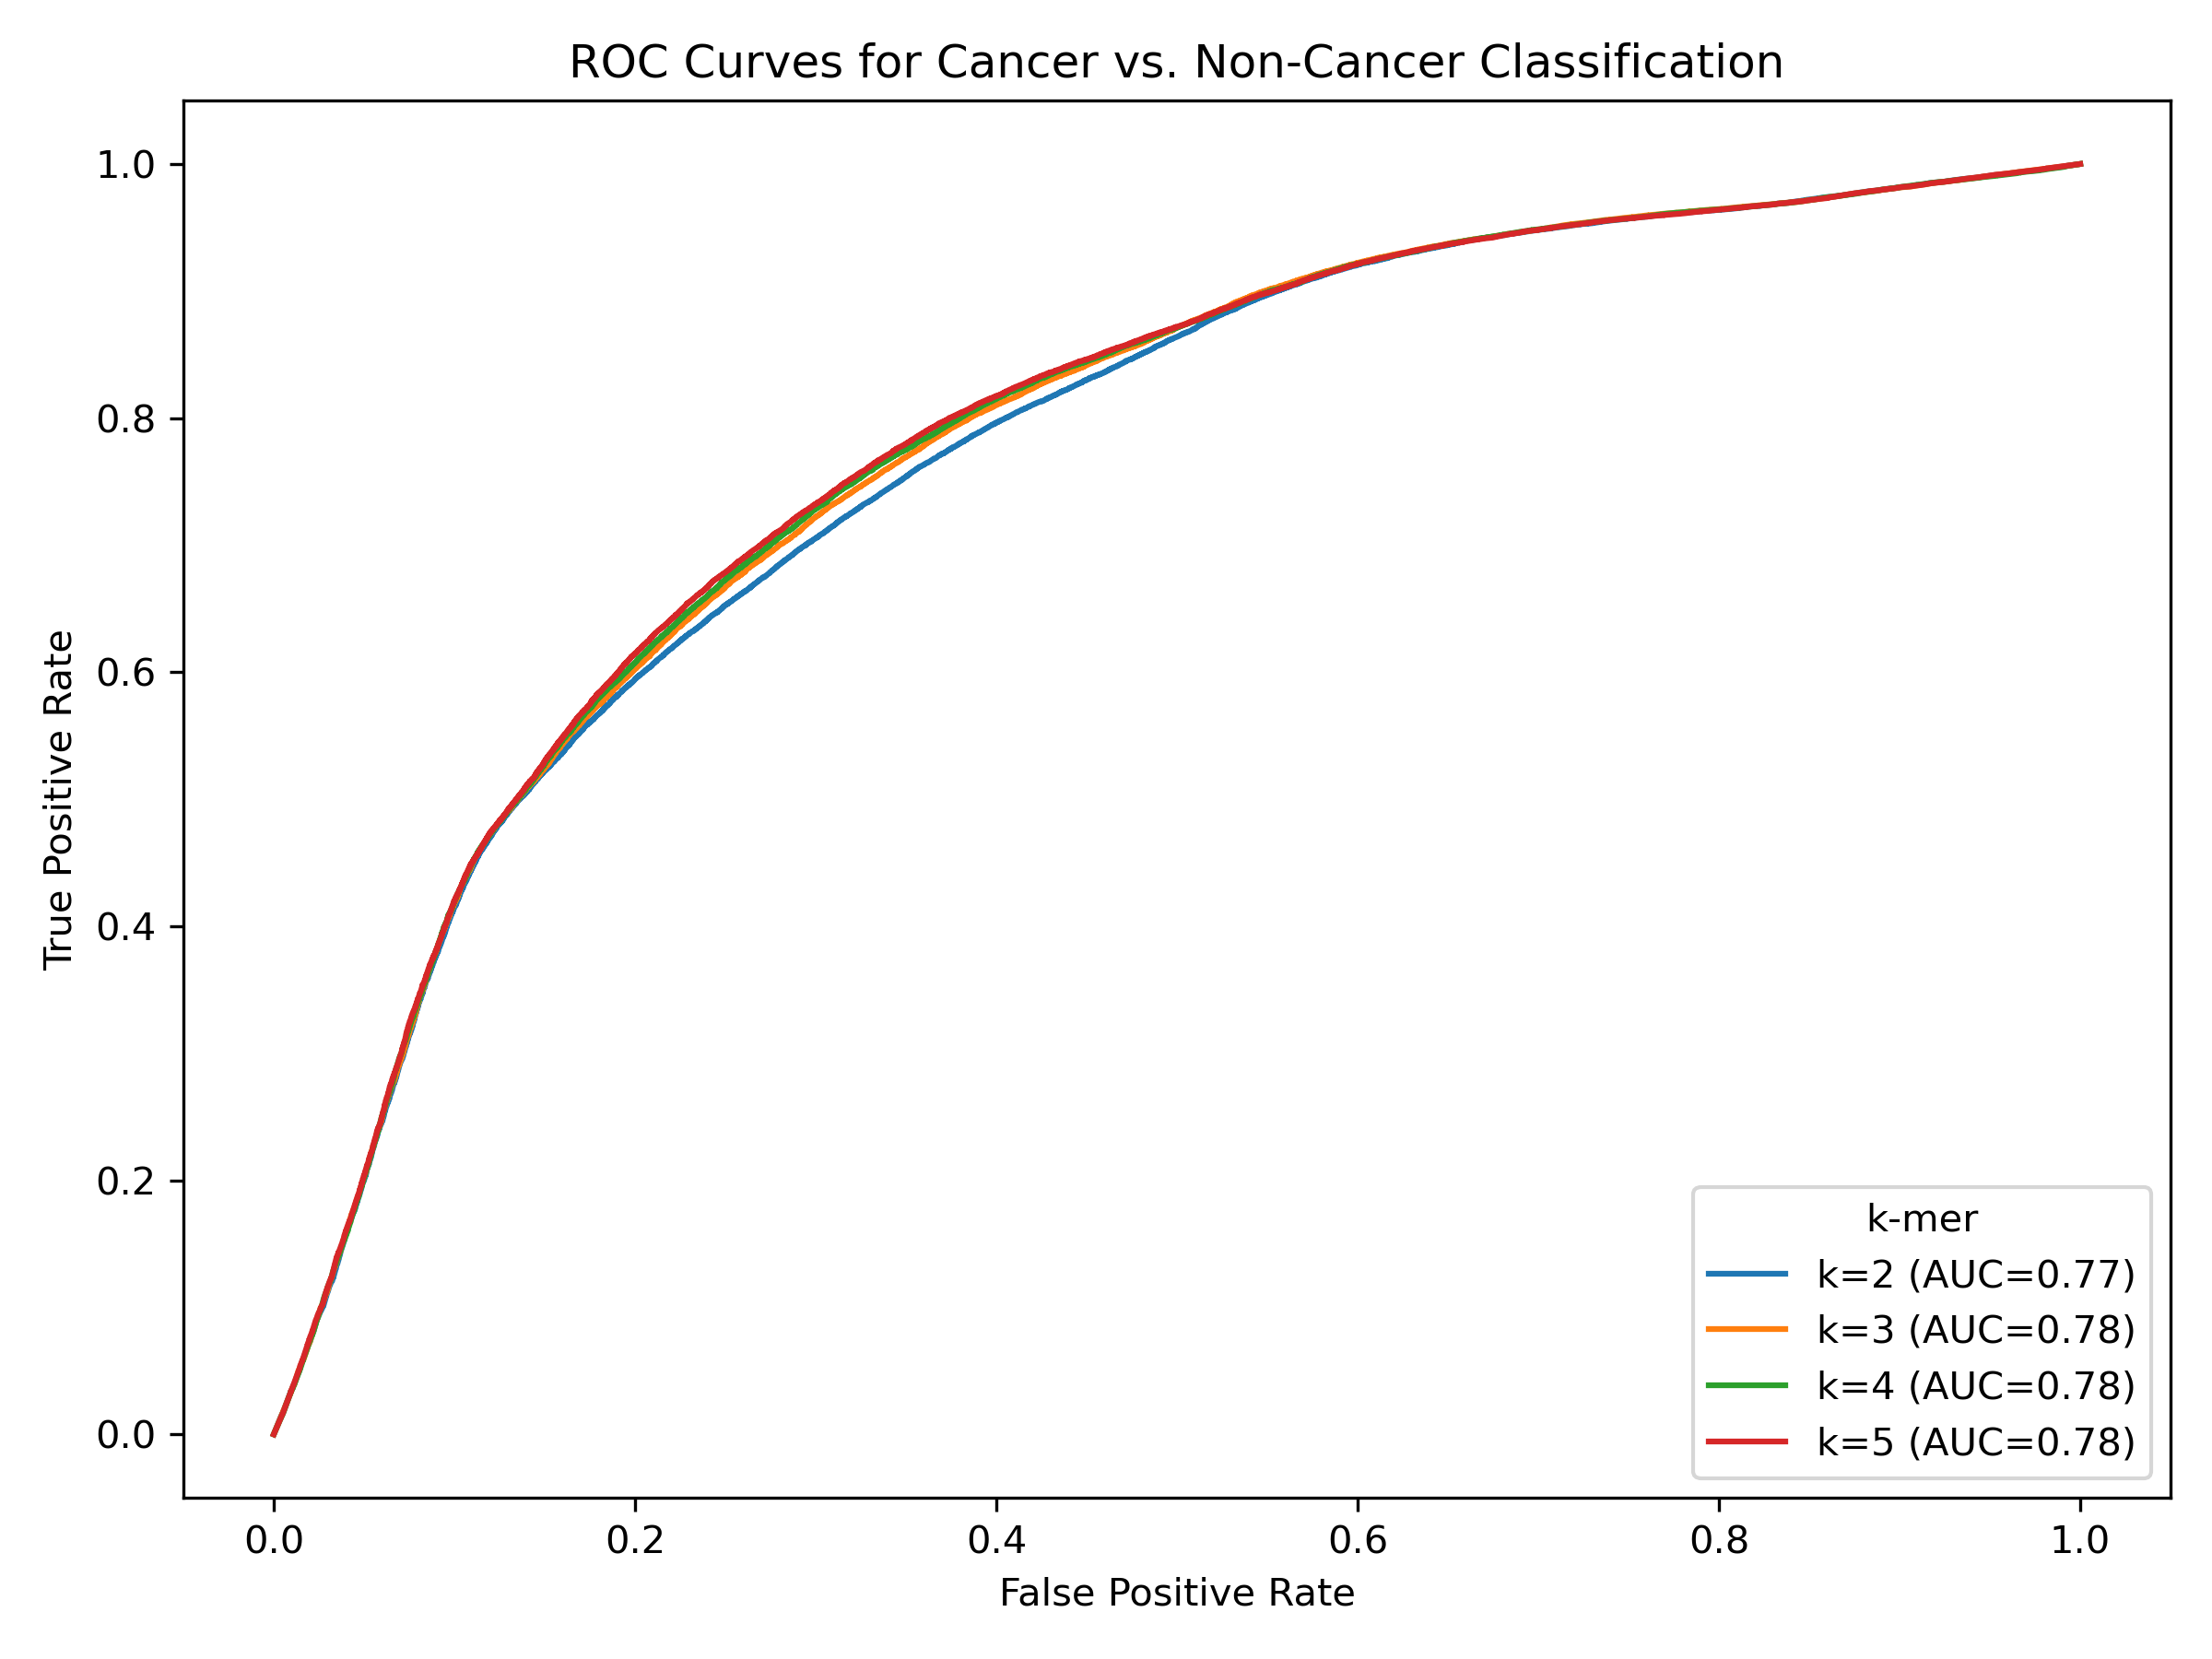 ROC Curves for Cancer vs. Non-Cancer Classification
True Positive Rate
1.0
0.8
0.6
0.4
0.2
0.0
0.0 0.2 0.4 0.6 0.8 1.0
False Positive Rate
k-mer
k=2 (AUC=0.77)
k=3 (AUC=0.78)
k=4 (AUC=0.78)
k=5 (AUC=0.78)